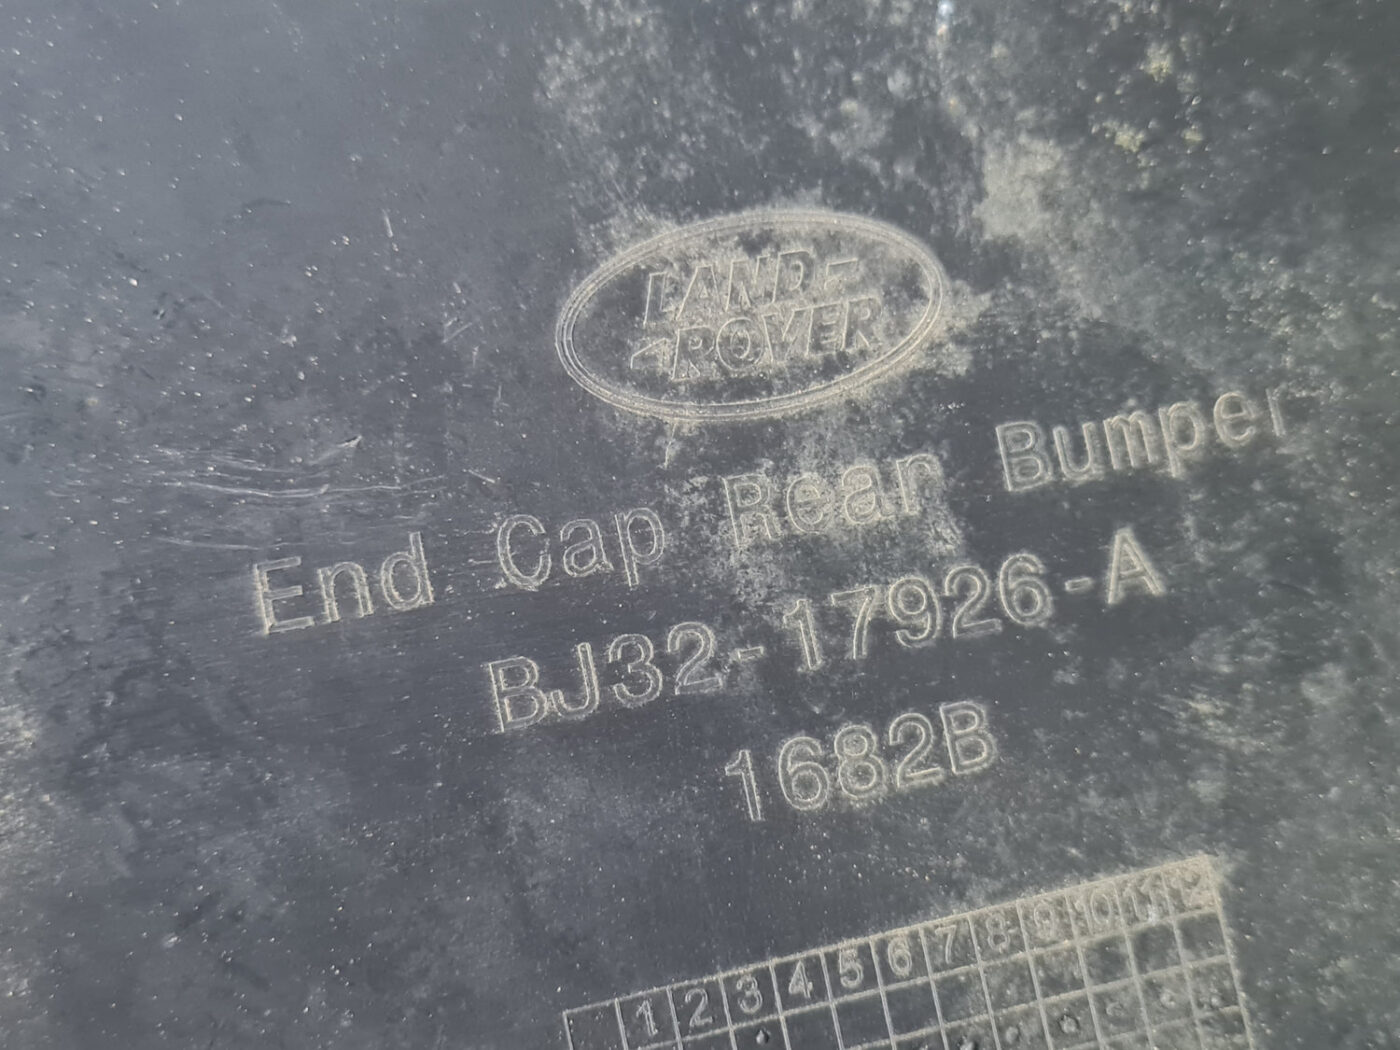 LAND-
-ROVER
End Cap Rear Bumper
BJ32-17926-A
1682B
1 2 3 4 5 6 7 8 9 10 11 12